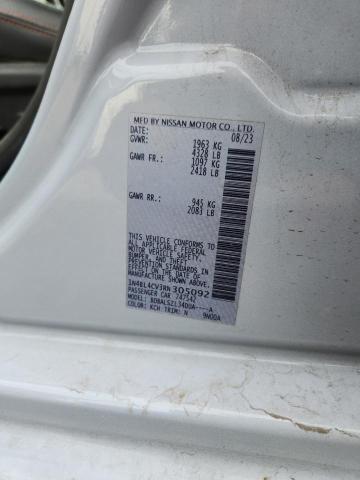 MFD BY NISSAN MOTOR CO., LTD.
DATE: 08/23
GVWR: 1963 KG
4328 LB
GAWR FR: 1097 KG
2418 LB
GAWR RR: 945 KG
2083 LB
THIS VEHICLE CONFORMS TO
ALL APPLICABLE FEDERAL
MOTOR VEHICLE SAFETY,
BUMPER, AND THEFT
PREVENTION STANDARDS
IN EFFECT ON THE DATE OF
MANUFACTURE SHOWN ABOVE.
1N4BL4CV3RN305092
PASSENGER CAR 747542
MODEL: BDBALSZL34DUA----A
COLOR: KCH TRIM: N 9N00A